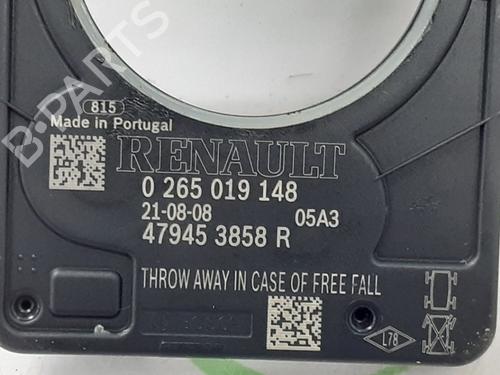 815
Made in Portugal
RENAULT
0 265 019 148
21-08-08 05A3
47945 3858 R
THROW AWAY IN CASE OF FREE FALL
L78
B-PARTS